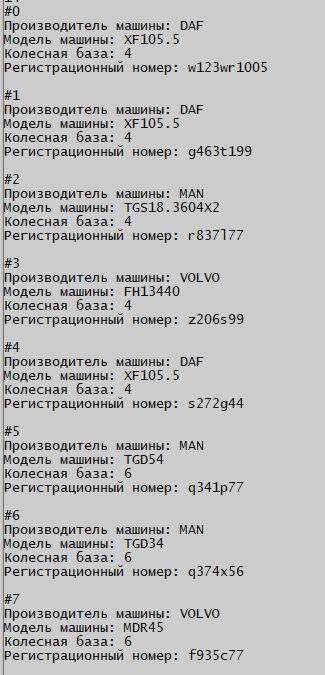 #0
Производитель машины: DAF
Модель машины: XF105.5
Колесная база: 4
Регистрационный номер: w123wr1005
#1
Производитель машины: DAF
Модель машины: XF105.5
Колесная база: 4
Регистрационный номер: g463t199
#2
Производитель машины: MAN
Модель машины: TGS18.3604X2
Колесная база: 4
Регистрационный номер: r837l77
#3
Производитель машины: VOLVO
Модель машины: FH13440
Колесная база: 4
Регистрационный номер: z206s99
#4
Производитель машины: DAF
Модель машины: XF105.5
Колесная база: 4
Регистрационный номер: s272g44
#5
Производитель машины: MAN
Модель машины: TGD54
Колесная база: 6
Регистрационный номер: q341p77
#6
Производитель машины: MAN
Модель машины: TGD34
Колесная база: 6
Регистрационный номер: q374x56
#7
Производитель машины: VOLVO
Модель машины: MDR45
Колесная база: 6
Регистрационный номер: f935c77